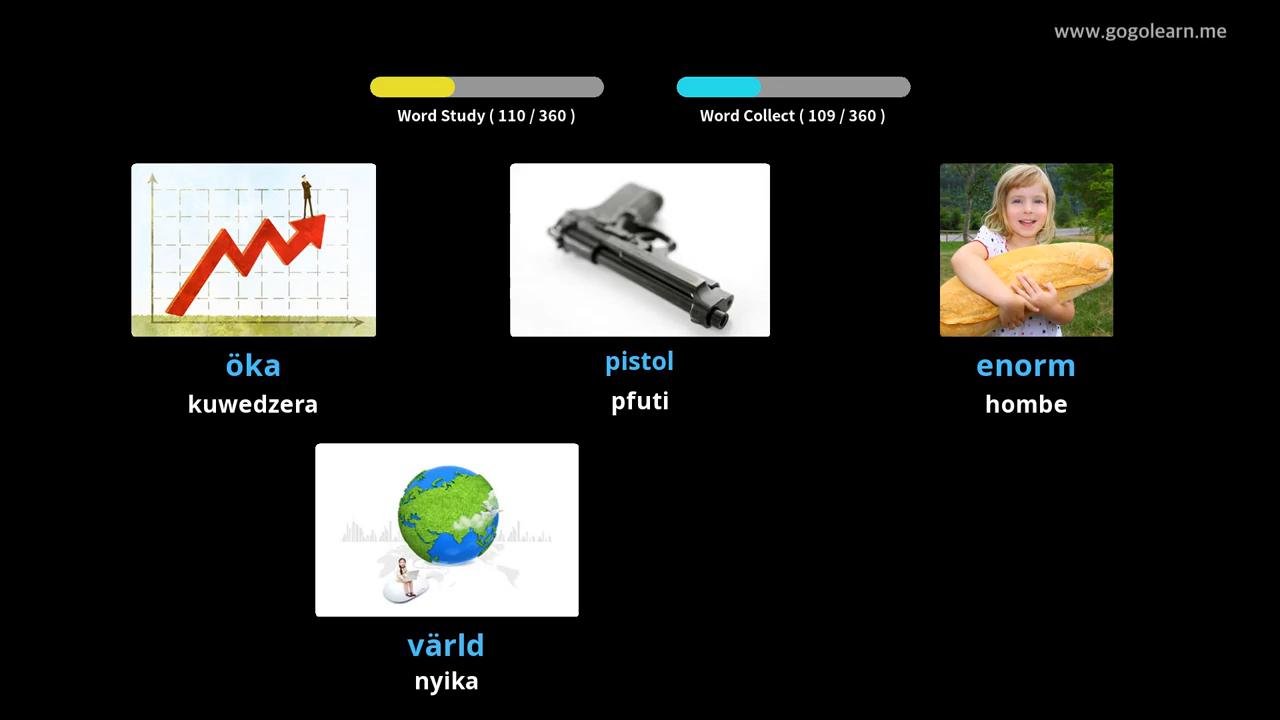 www.gogolearn.me
Word Study ( 110 / 360 )
Word Collect ( 109 / 360 )
öka
kuwedzera
pistol
pfuti
enorm
hombe
värld
nyika